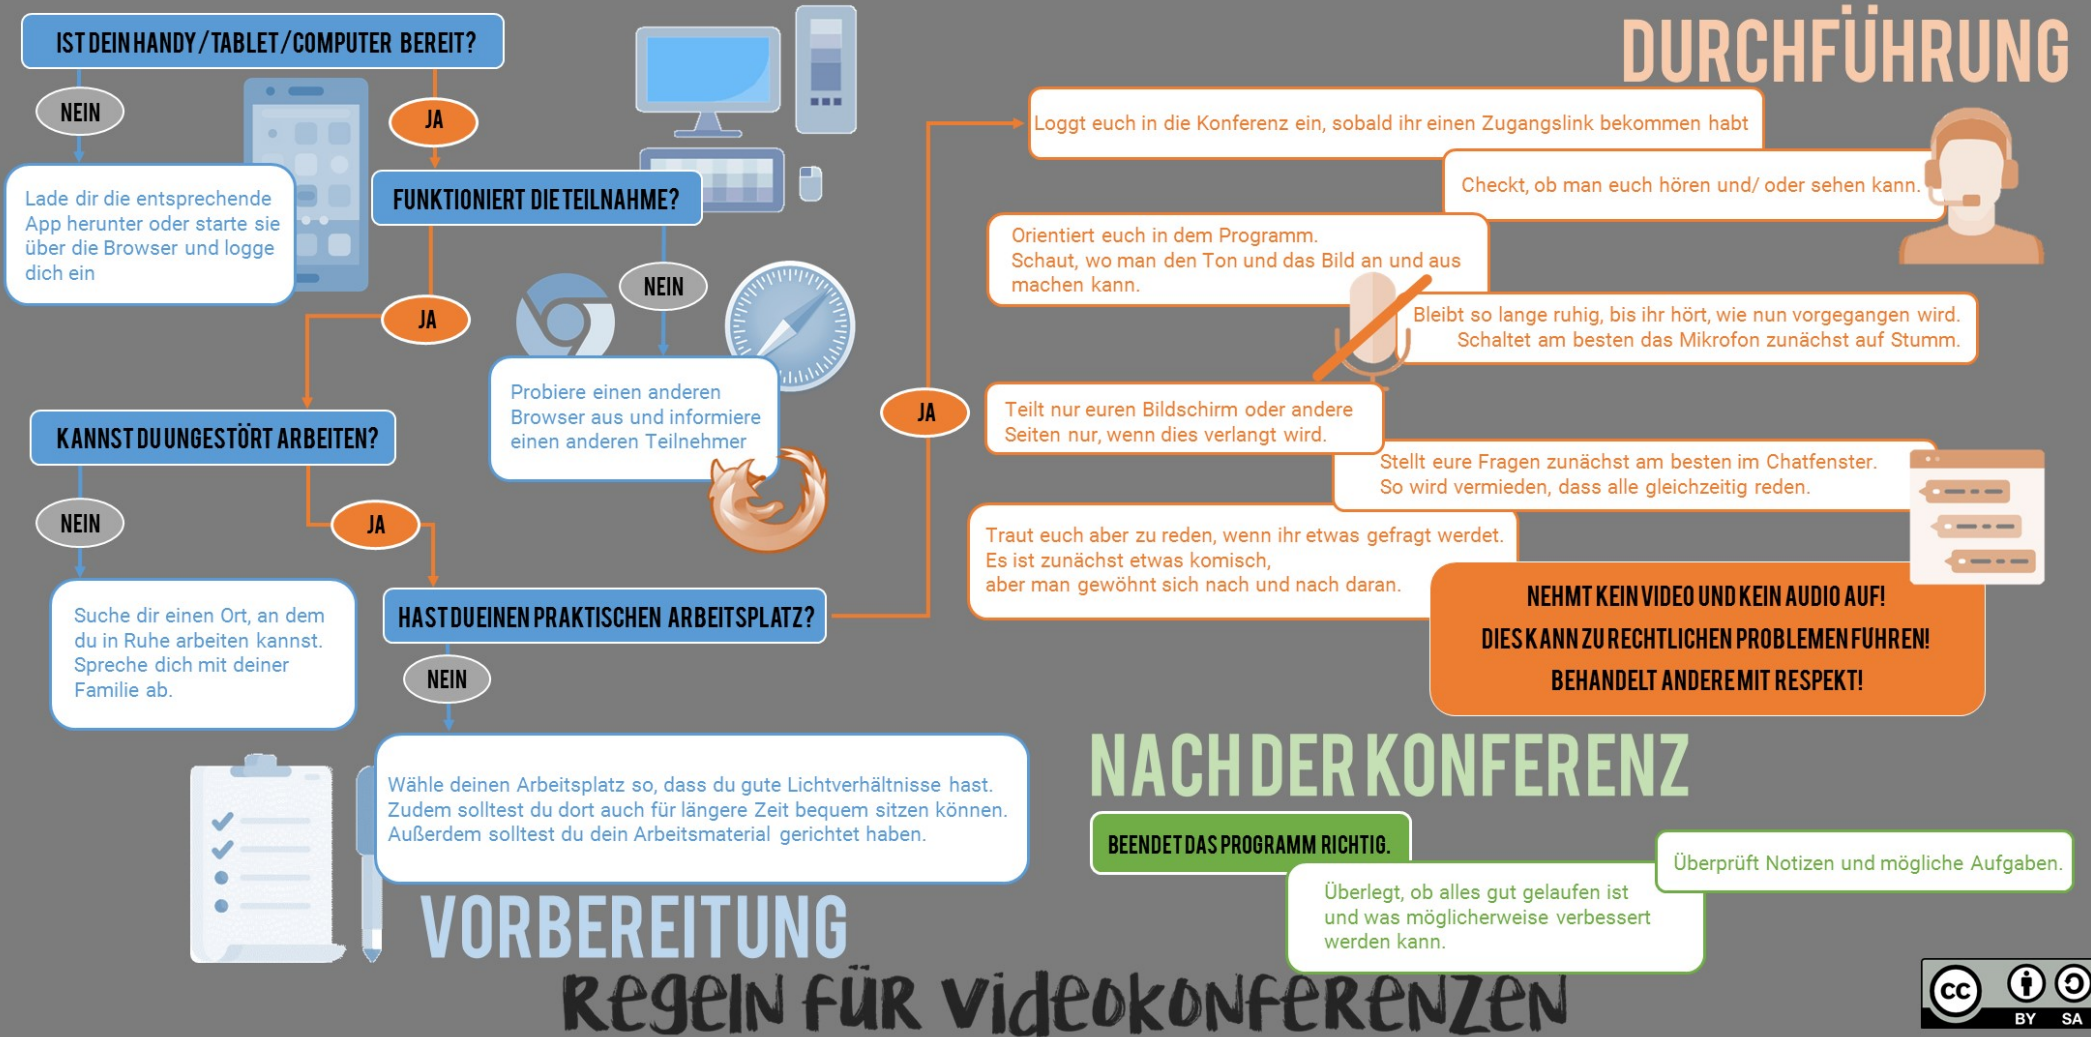 IST DEIN HANDY / TABLET / COMPUTER BEREIT?
NEIN
JA
Lade dir die entsprechende
App herunter oder starte sie
über die Browser und logge
dich ein
FUNKTIONIERT DIE TEILNAHME?
JA
NEIN
Probiere einen anderen
Browser aus und informiere
einen anderen Teilnehmer
KANNST DU UNGESTÖRT ARBEITEN?
NEIN
JA
Suche dir einen Ort, an dem
du in Ruhe arbeiten kannst.
Spreche dich mit deiner
Familie ab.
HAST DU EINEN PRAKTISCHEN ARBEITSPLATZ?
NEIN
JA
Wähle deinen Arbeitsplatz so, dass du gute Lichtverhältnisse hast.
Zudem solltest du dort auch für längere Zeit bequem sitzen können.
Außerdem solltest du dein Arbeitsmaterial gerichtet haben.
VORBEREITUNG
DURCHFÜHRUNG
Loggt euch in die Konferenz ein, sobald ihr einen Zugangslink bekommen habt
Checkt, ob man euch hören und/ oder sehen kann.
Orientiert euch in dem Programm.
Schaut, wo man den Ton und das Bild an und aus
machen kann.
Bleibt so lange ruhig, bis ihr hört, wie nun vorgegangen wird.
Schaltet am besten das Mikrofon zunächst auf Stumm.
Teilt nur euren Bildschirm oder andere
Seiten nur, wenn dies verlangt wird.
Stellt eure Fragen zunächst am besten im Chatfenster.
So wird vermieden, dass alle gleichzeitig reden.
Traut euch aber zu reden, wenn ihr etwas gefragt werdet.
Es ist zunächst etwas komisch,
aber man gewöhnt sich nach und nach daran.
NEHMT KEIN VIDEO UND KEIN AUDIO AUF!
DIES KANN ZU RECHTLICHEN PROBLEMEN FÜHREN!
BEHANDELT ANDERE MIT RESPEKT!
NACH DER KONFERENZ
BEENDET DAS PROGRAMM RICHTIG.
Überlegt, ob alles gut gelaufen ist
und was möglicherweise verbessert
werden kann.
Überprüft Notizen und mögliche Aufgaben.
REGELN FÜR VIDEOKONFERENZEN
cc
BY SA